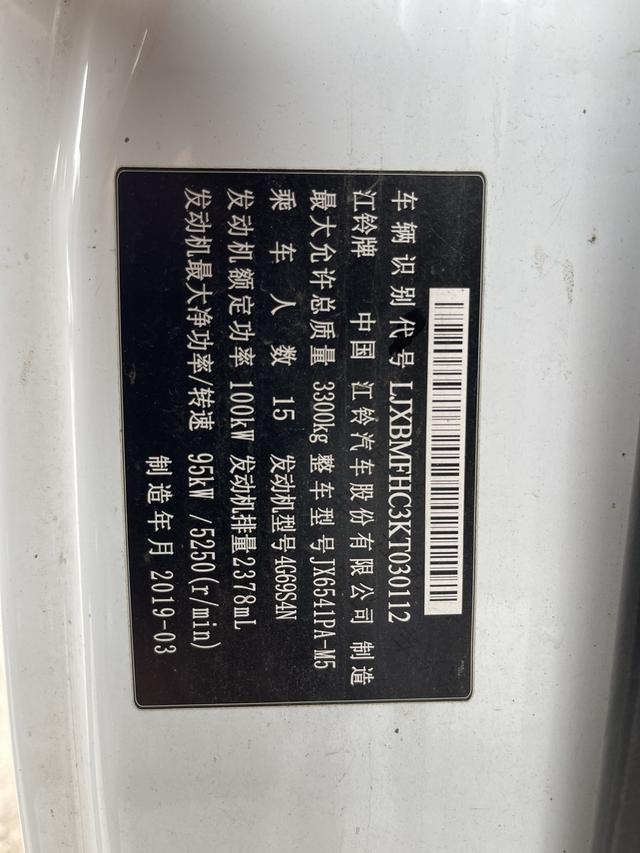 车辆识别代号 LJXBMFHC3KT030112
江铃牌 中国 江铃汽车股份有限公司 制造
最大允许总质量 3300kg 整车型号 JX6541PA-M5
乘车人数 15 发动机型号 4G69S4N
发动机额定功率 100kW 发动机排量 2378mL
发动机最大净功率/转速 95kW /5250(r/min)
制造年月 2019-03